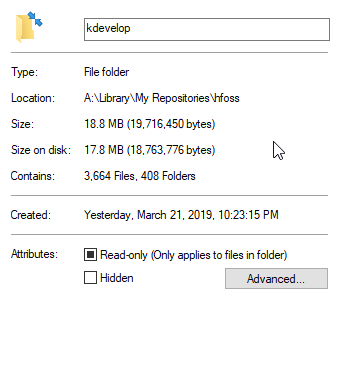 kdevelop
Type: File folder
Location: A:\Library\My Repositories\hfoss
Size: 18.8 MB (19,716,450 bytes)
Size on disk: 17.8 MB (18,763,776 bytes)
Contains: 3,664 Files, 408 Folders
Created: Yesterday, March 21, 2019, 10:23:15 PM
Attributes: Read-only (Only applies to files in folder)
Hidden Advanced...